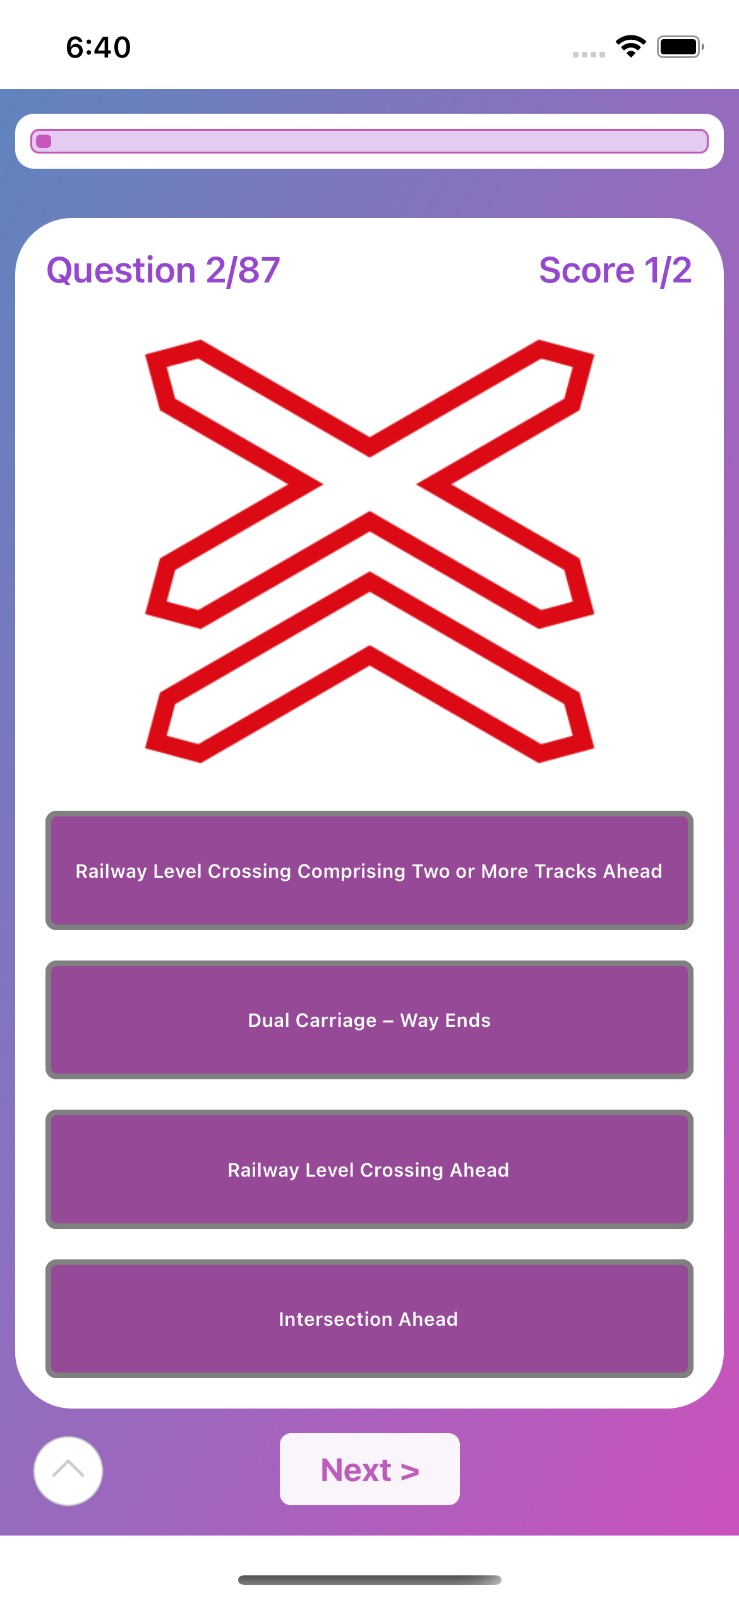 6:40
Question 2/87
Score 1/2
Railway Level Crossing Comprising Two or More Tracks Ahead
Dual Carriage – Way Ends
Railway Level Crossing Ahead
Intersection Ahead
Next >